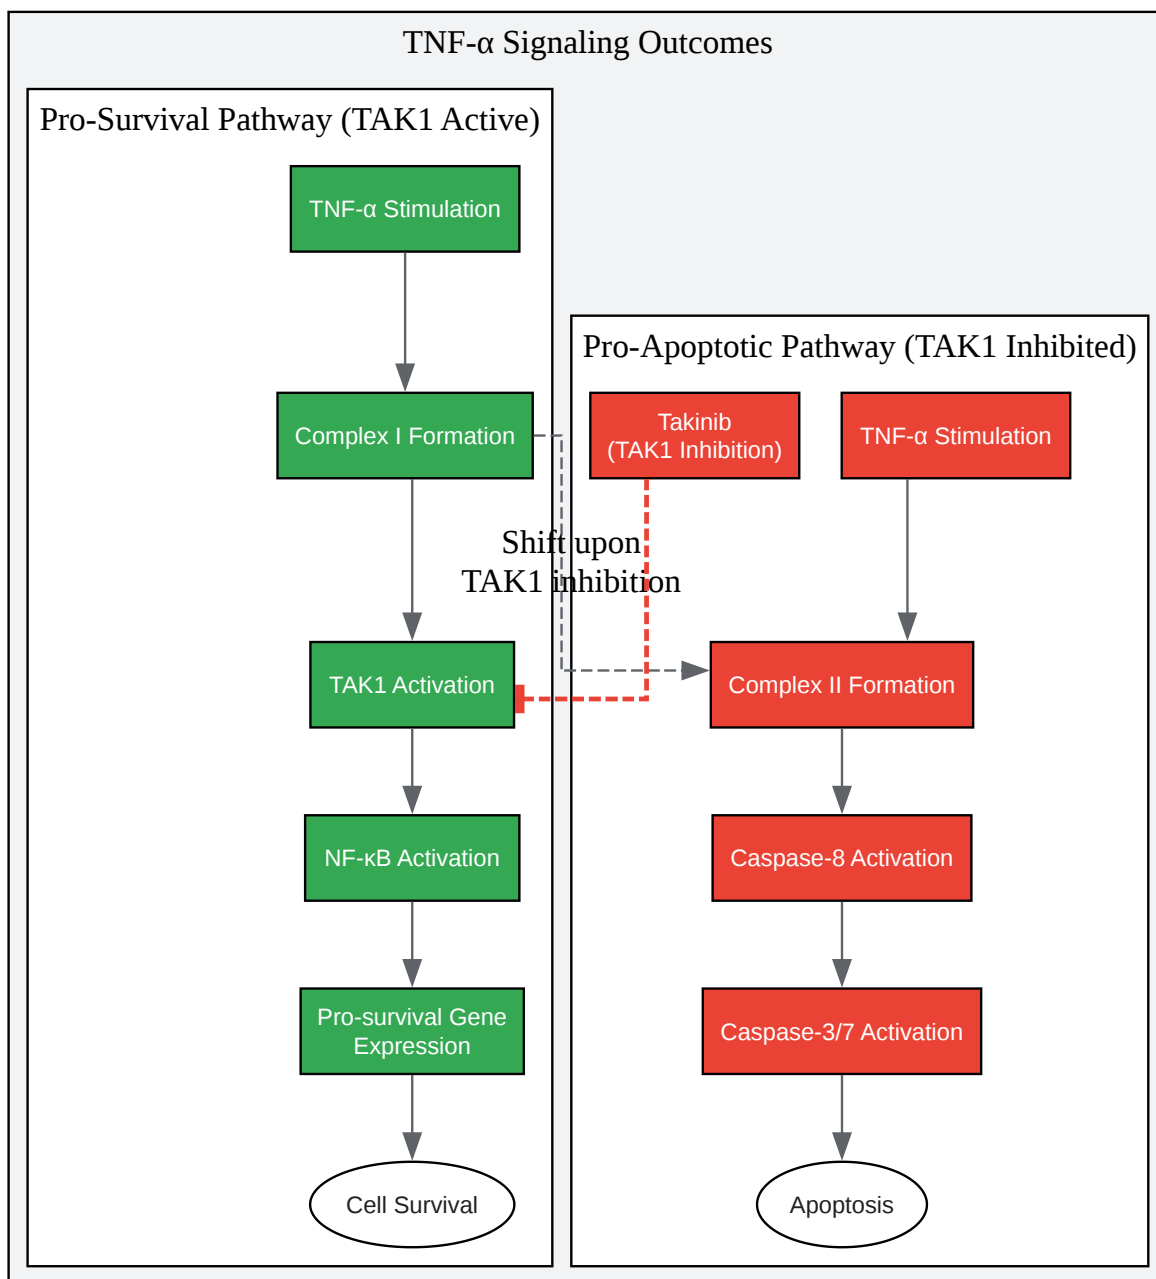 TNF-α Signaling Outcomes
Pro-Survival Pathway (TAK1 Active)
TNF-α Stimulation
Complex I Formation
TAK1 Activation
NF-κB Activation
Pro-survival Gene
Expression
Cell Survival
Shift upon
TAK1 inhibition
Pro-Apoptotic Pathway (TAK1 Inhibited)
Takinib
(TAK1 Inhibition)
TNF-α Stimulation
Complex II Formation
Caspase-8 Activation
Caspase-3/7 Activation
Apoptosis